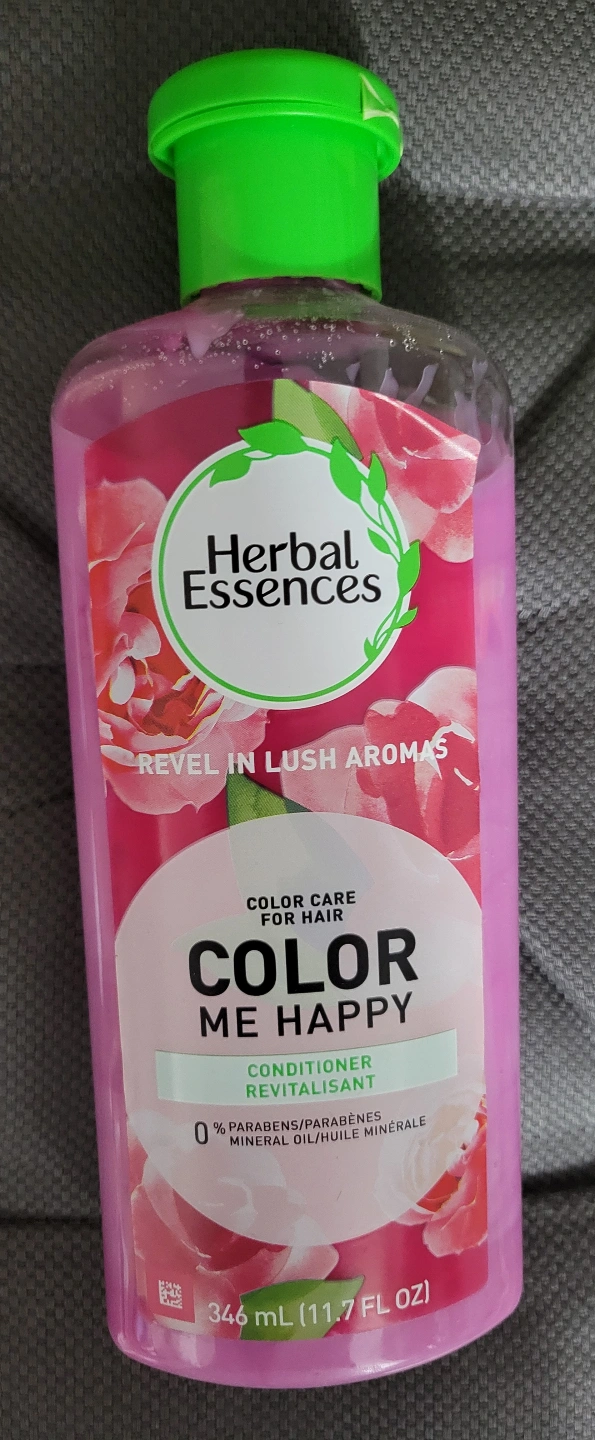 Herbal
Essences
REVEL IN LUSH AROMAS
COLOR CARE
FOR HAIR
COLOR
ME HAPPY
CONDITIONER
REVITALISANT
0% PARABENS/PARABÈNES
MINERAL OIL/HUILE MINÉRALE
346 mL (11.7 FL OZ)